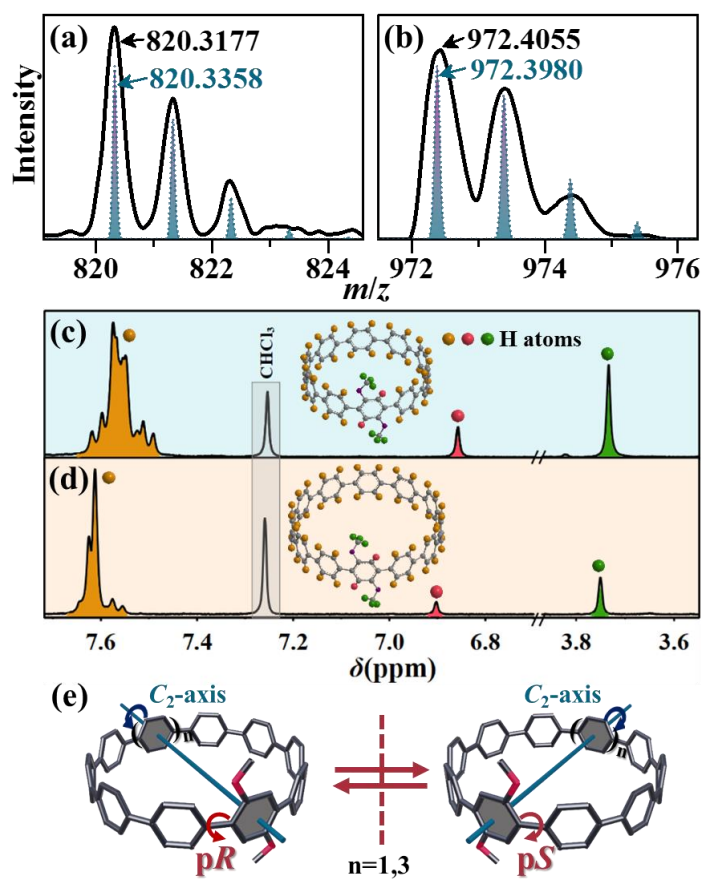 (a)
820.3177
820.3358
(b)
972.4055
972.3980
Intensity
820 822 824 972 974 976
m/z
(c)
CHCl3
H atoms
(d)
7.6 7.4 7.2 7.0 6.8 3.8 3.6
δ(ppm)
(e)
C2-axis
C2-axis
( )n
( )n
pR
pS
n=1,3